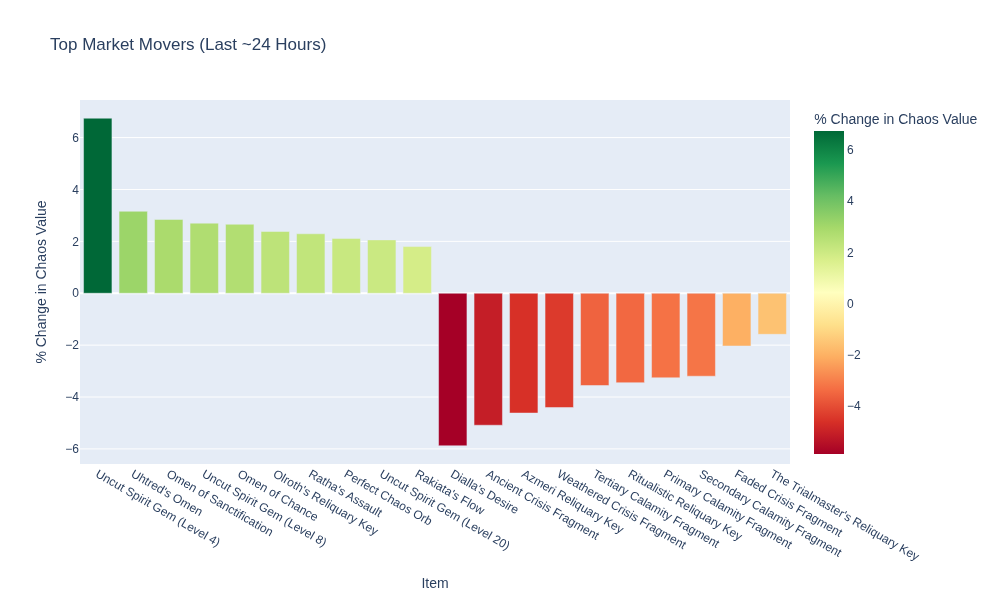 Top Market Movers (Last ~24 Hours)
% Change in Chaos Value
6
4
2
0
−2
−4
−6
% Change in Chaos Value
6
4
2
0
−2
−4
Uncut Spirit Gem (Level 4)
Uhtred's Omen
Omen of Sanctification
Uncut Spirit Gem (Level 8)
Omen of Chance
Olroth's Reliquary Key
Ratha's Assault
Perfect Chaos Orb
Uncut Spirit Gem (Level 20)
Rakiata's Flow
Dialla's Desire
Ancient Crisis Fragment
Azmeri Reliquary Key
Weathered Crisis Fragment
Tertiary Calamity Fragment
Ritualistic Reliquary Key
Primary Calamity Fragment
Secondary Calamity Fragment
Faded Crisis Fragment
The Trialmaster's Reliquary Key
Item